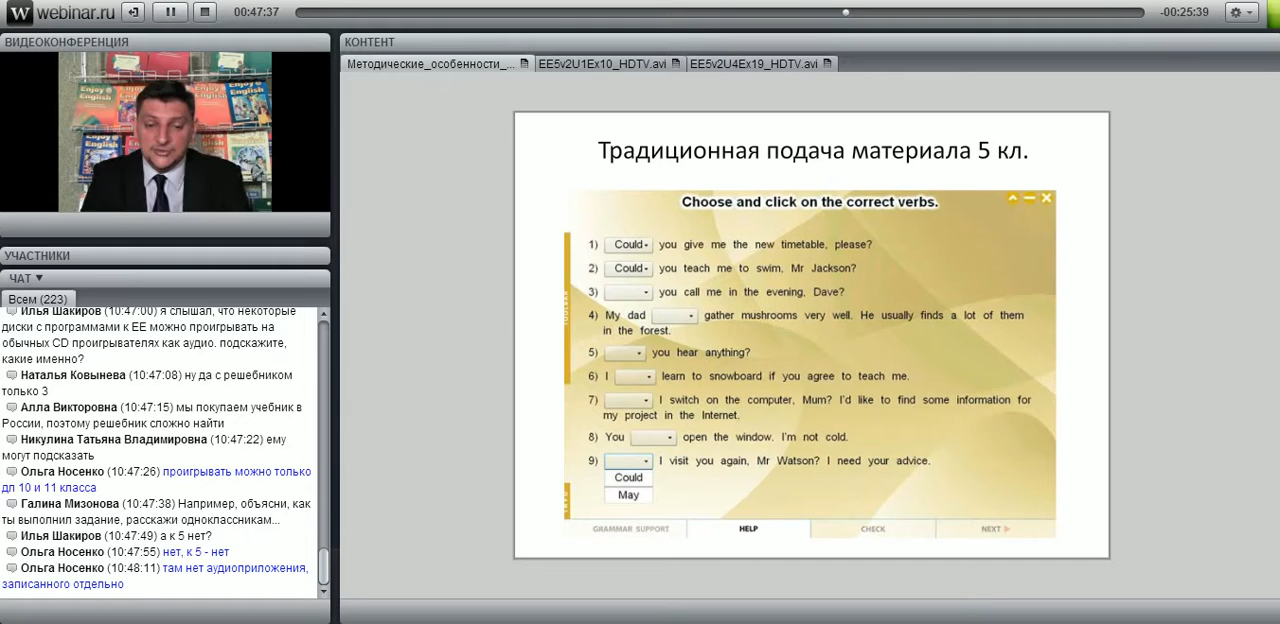 W webinar.ru
00:47:37
-00:25:39
ВИДЕОКОНФЕРЕНЦИЯ
Enjoy English
Enjoy English
УЧАСТНИКИ
ЧАТ
Всем (223)
Илья Шакиров (10:47:00) я слышал, что некоторые
диски с программами к ЕЕ можно проигрывать на
обычных CD проигрывателях как аудио. подскажите,
какие именно?
Наталья Ковынева (10:47:08) ну да с решебником
только 3
Алла Викторовна (10:47:15) мы покупаем учебник в
России, поэтому решебник сложно найти
Никулина Татьяна Владимировна (10:47:22) ему
могут подсказать
Ольга Носенко (10:47:26) проигрывать можно только
дл 10 и 11 класса
Галина Мизонова (10:47:38) Например, объясни, как
ты выполнил задание, расскажи одноклассникам...
Илья Шакиров (10:47:49) а к 5 нет?
Ольга Носенко (10:47:55) нет, к 5 - нет
Ольга Носенко (10:48:11) там нет аудиоприложения,
записанного отдельно
КОНТЕНТ
Методические_особенности_... EE5v2U1Ex10_HDTV.avi EE5v2U4Ex19_HDTV.avi
Традиционная подача материала 5 кл.
Choose and click on the correct verbs.
1) Could you give me the new timetable, please?
2) Could you teach me to swim, Mr Jackson?
3) you call me in the evening, Dave?
4) My dad gather mushrooms very well. He usually finds a lot of them
in the forest.
5) you hear anything?
6) I learn to snowboard if you agree to teach me.
7) I switch on the computer, Mum? I'd like to find some information for
my project in the Internet.
8) You open the window. I'm not cold.
9) I visit you again, Mr Watson? I need your advice.
Could
May
GRAMMAR SUPPORT HELP CHECK NEXT